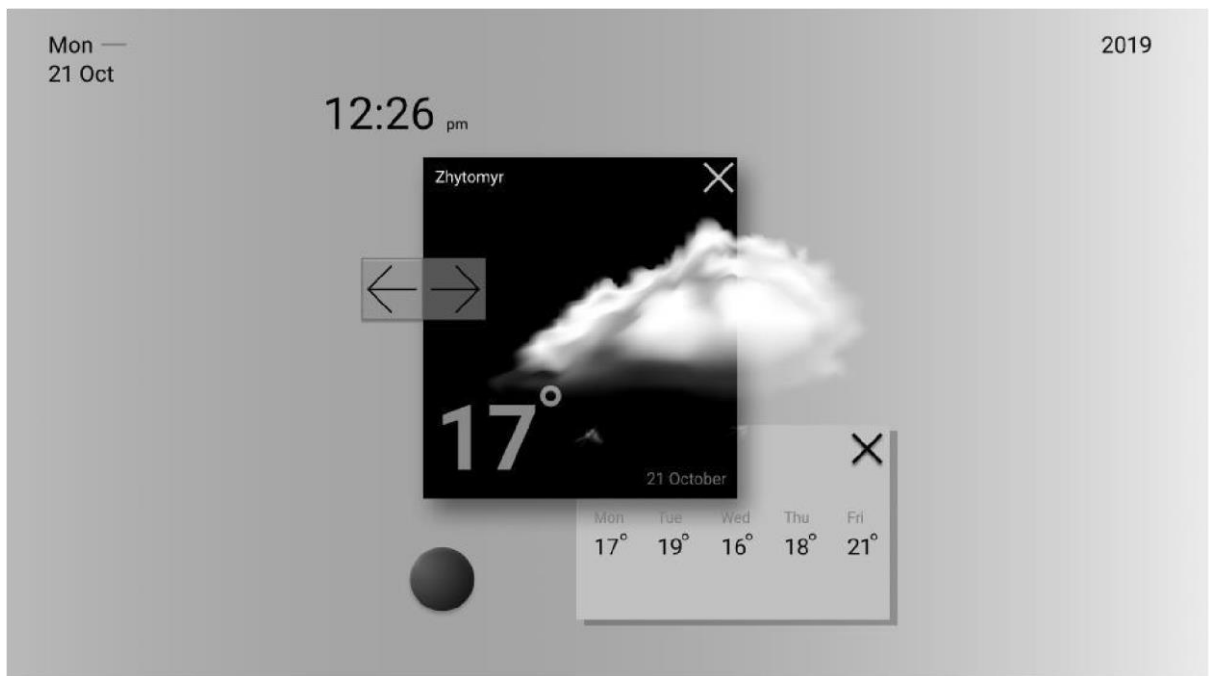 Mon
21 Oct
2019
12:26 pm
Zhytomyr
17°
21 October
Mon Tue Wed Thu Fri
17° 19° 16° 18° 21°